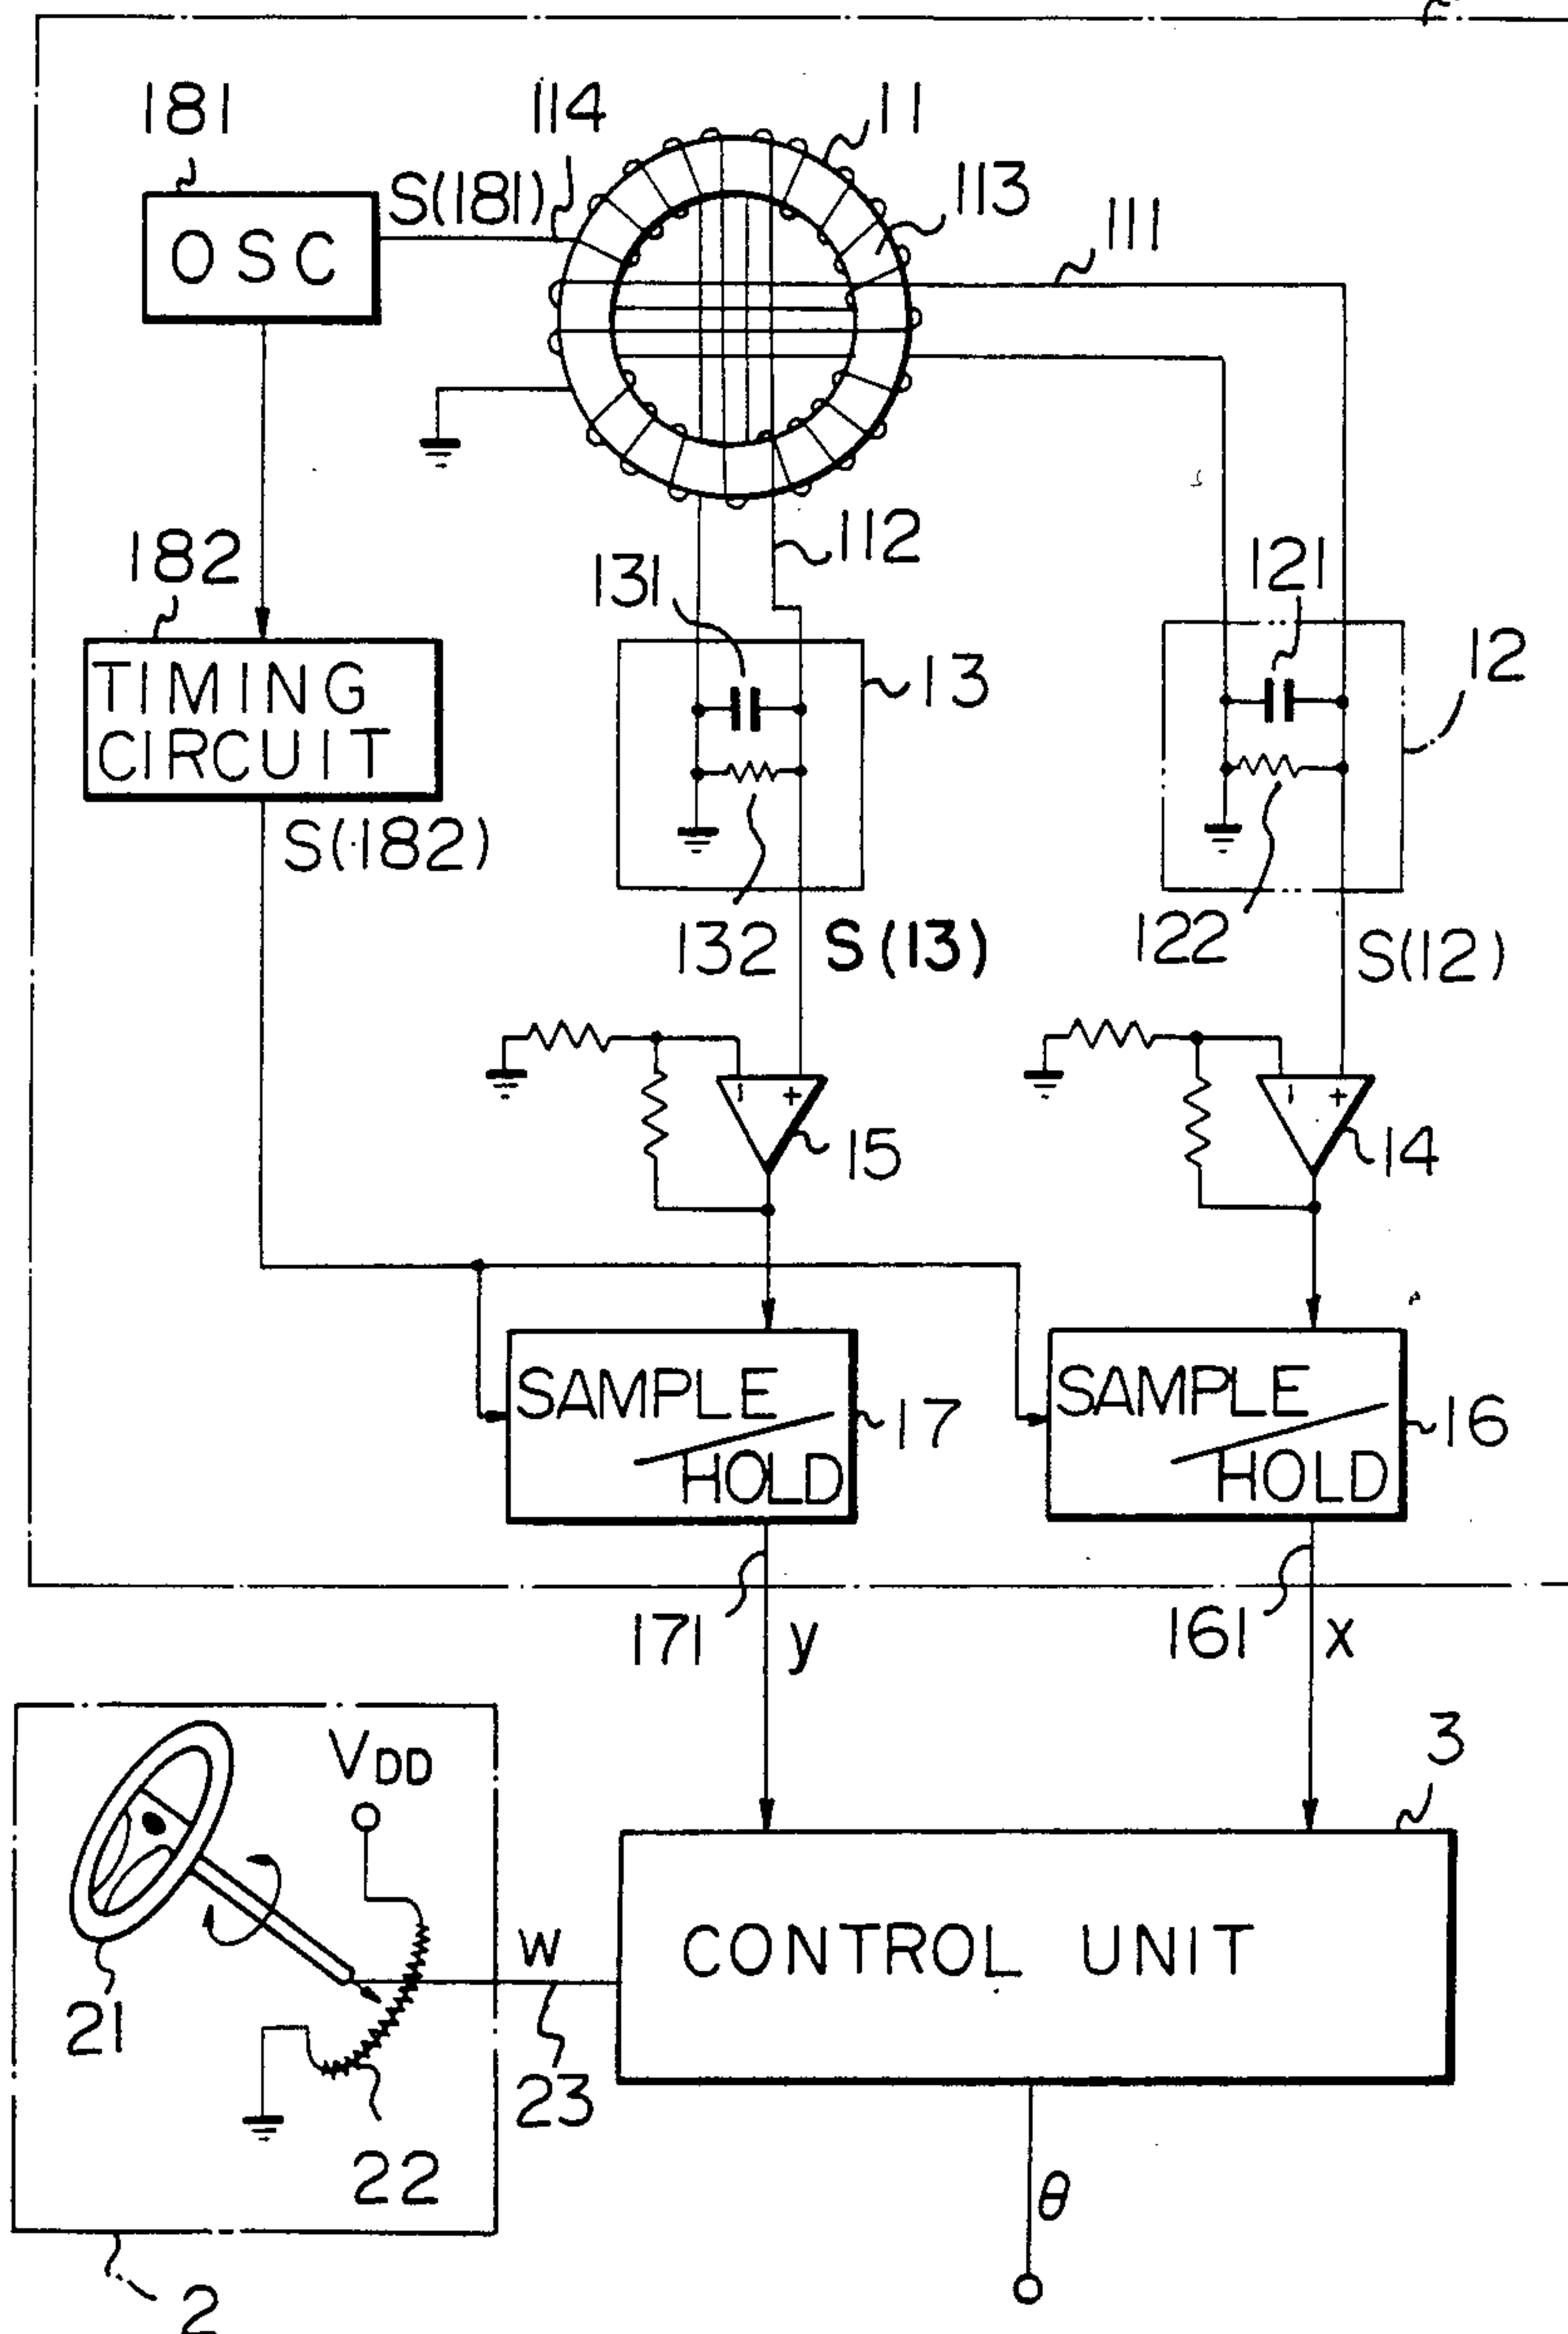 181
114
11
S(181)
113
111
OSC
182
112
131
121
TIMING
CIRCUIT
13
12
S(182)
132
S(13)
122
S(12)
- +
15
- +
14
SAMPLE
/HOLD
17
SAMPLE
/HOLD
16
171
y
161
x
VDD
3
W
CONTROL UNIT
21
23
22
θ
2